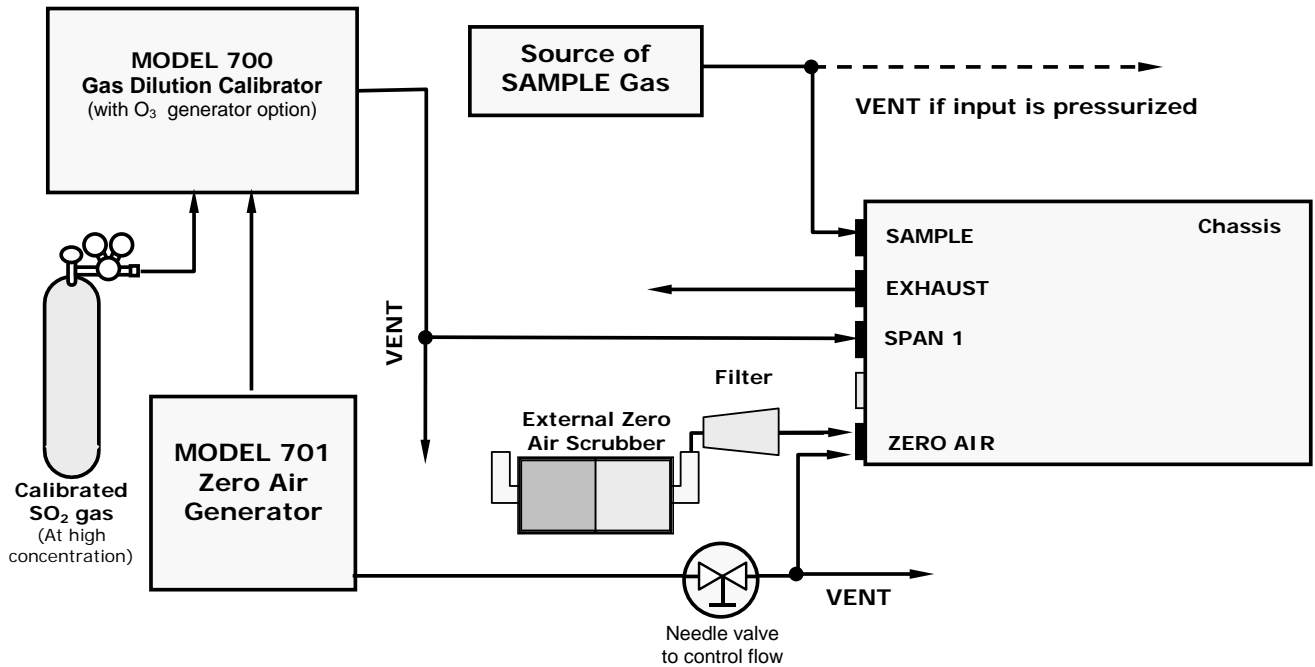 MODEL 700
Gas Dilution Calibrator
(with O₃ generator option)
Source of
SAMPLE Gas
VENT if input is pressurized
Chassis
SAMPLE
EXHAUST
SPAN 1
ZERO AIR
VENT
Filter
External Zero
Air Scrubber
MODEL 701
Zero Air
Generator
Calibrated
SO₂ gas
(At high
concentration)
VENT
Needle valve
to control flow